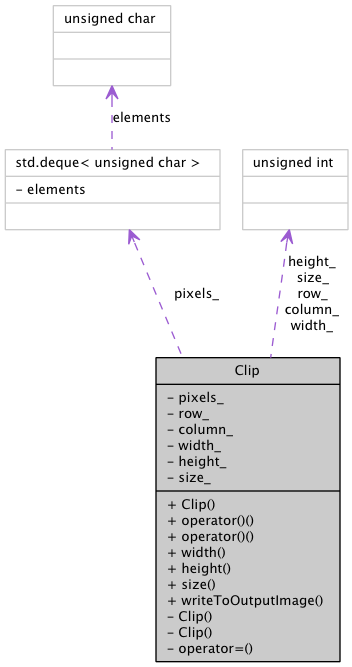 unsigned char
elements
std.deque< unsigned char >
- elements
unsigned int
pixels_
height_
size_
row_
column_
width_
Clip
- pixels_
- row_
- column_
- width_
- height_
- size_
+ Clip()
+ operator()()
+ operator()()
+ width()
+ height()
+ size()
+ writeToOutputImage()
- Clip()
- Clip()
- operator=()